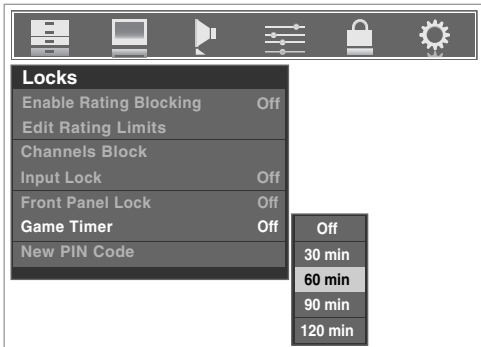 Locks
Enable Rating Blocking Off
Edit Rating Limits
Channels Block
Input Lock Off
Front Panel Lock Off
Game Timer Off
New PIN Code
Off
30 min
60 min
90 min
120 min